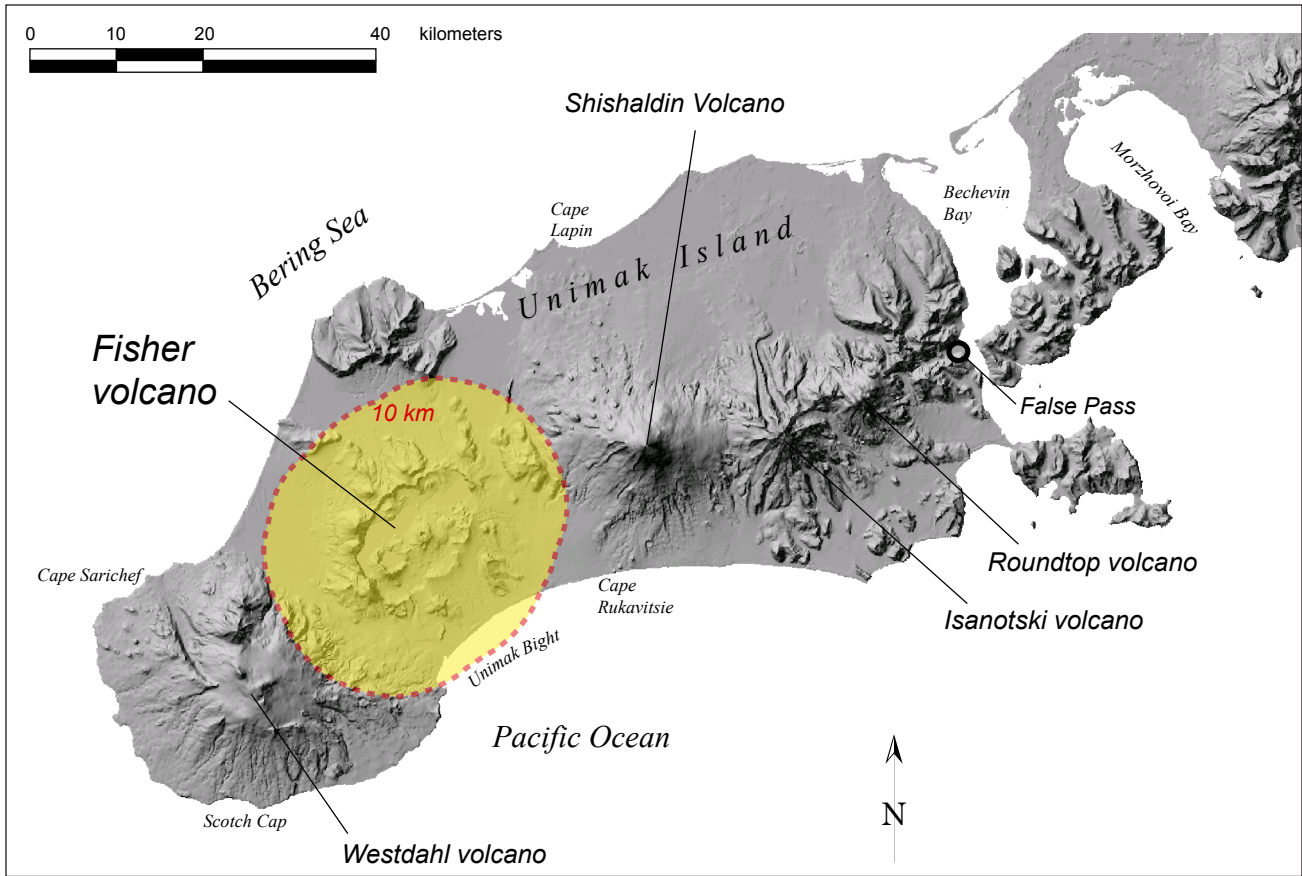 0 10 20 40 kilometers
Shishaldin Volcano
Morzhovoi Bay
Bechevin
Bay
Cape
Lapin
Bering Sea
Unimak Island
Fisher
volcano
10 km
False Pass
Roundtop volcano
Cape Sarichef
Cape
Rukavitsie
Isanotski volcano
Unimak Bight
Pacific Ocean
N
Scotch Cap
Westdahl volcano